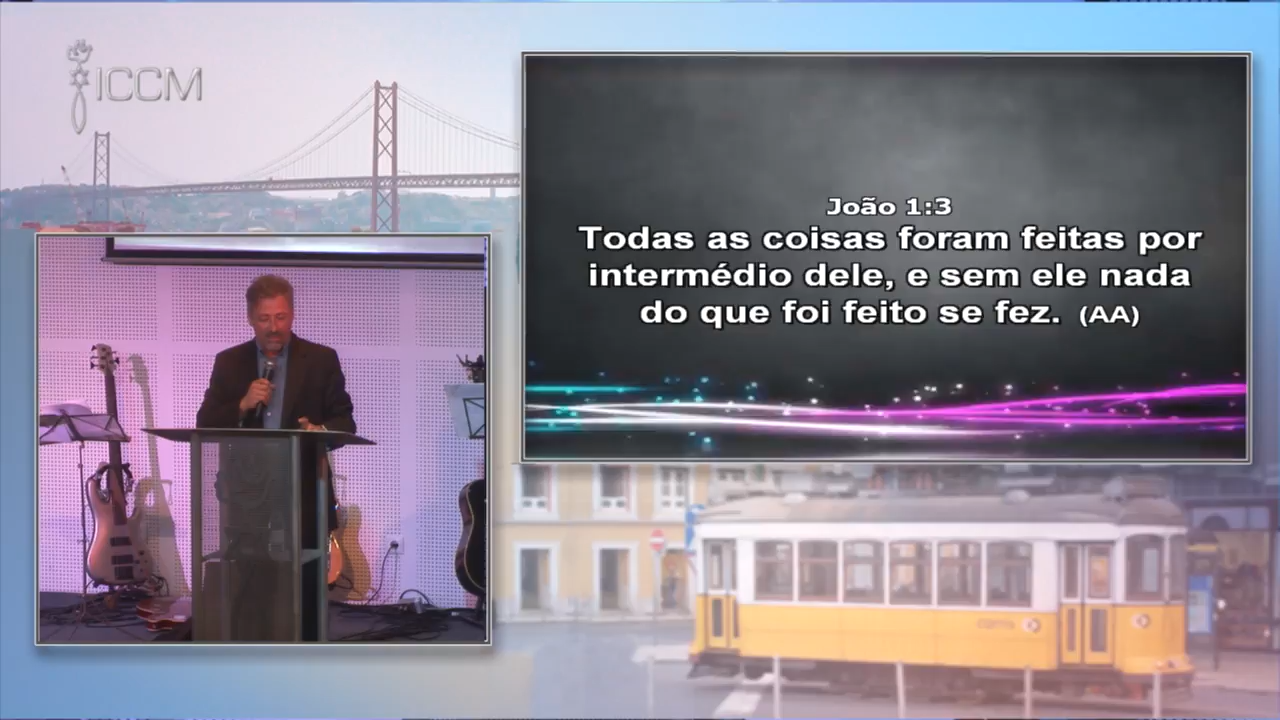 ICCM
João 1:3
Todas as coisas foram feitas por
intermédio dele, e sem ele nada
do que foi feito se fez. (AA)